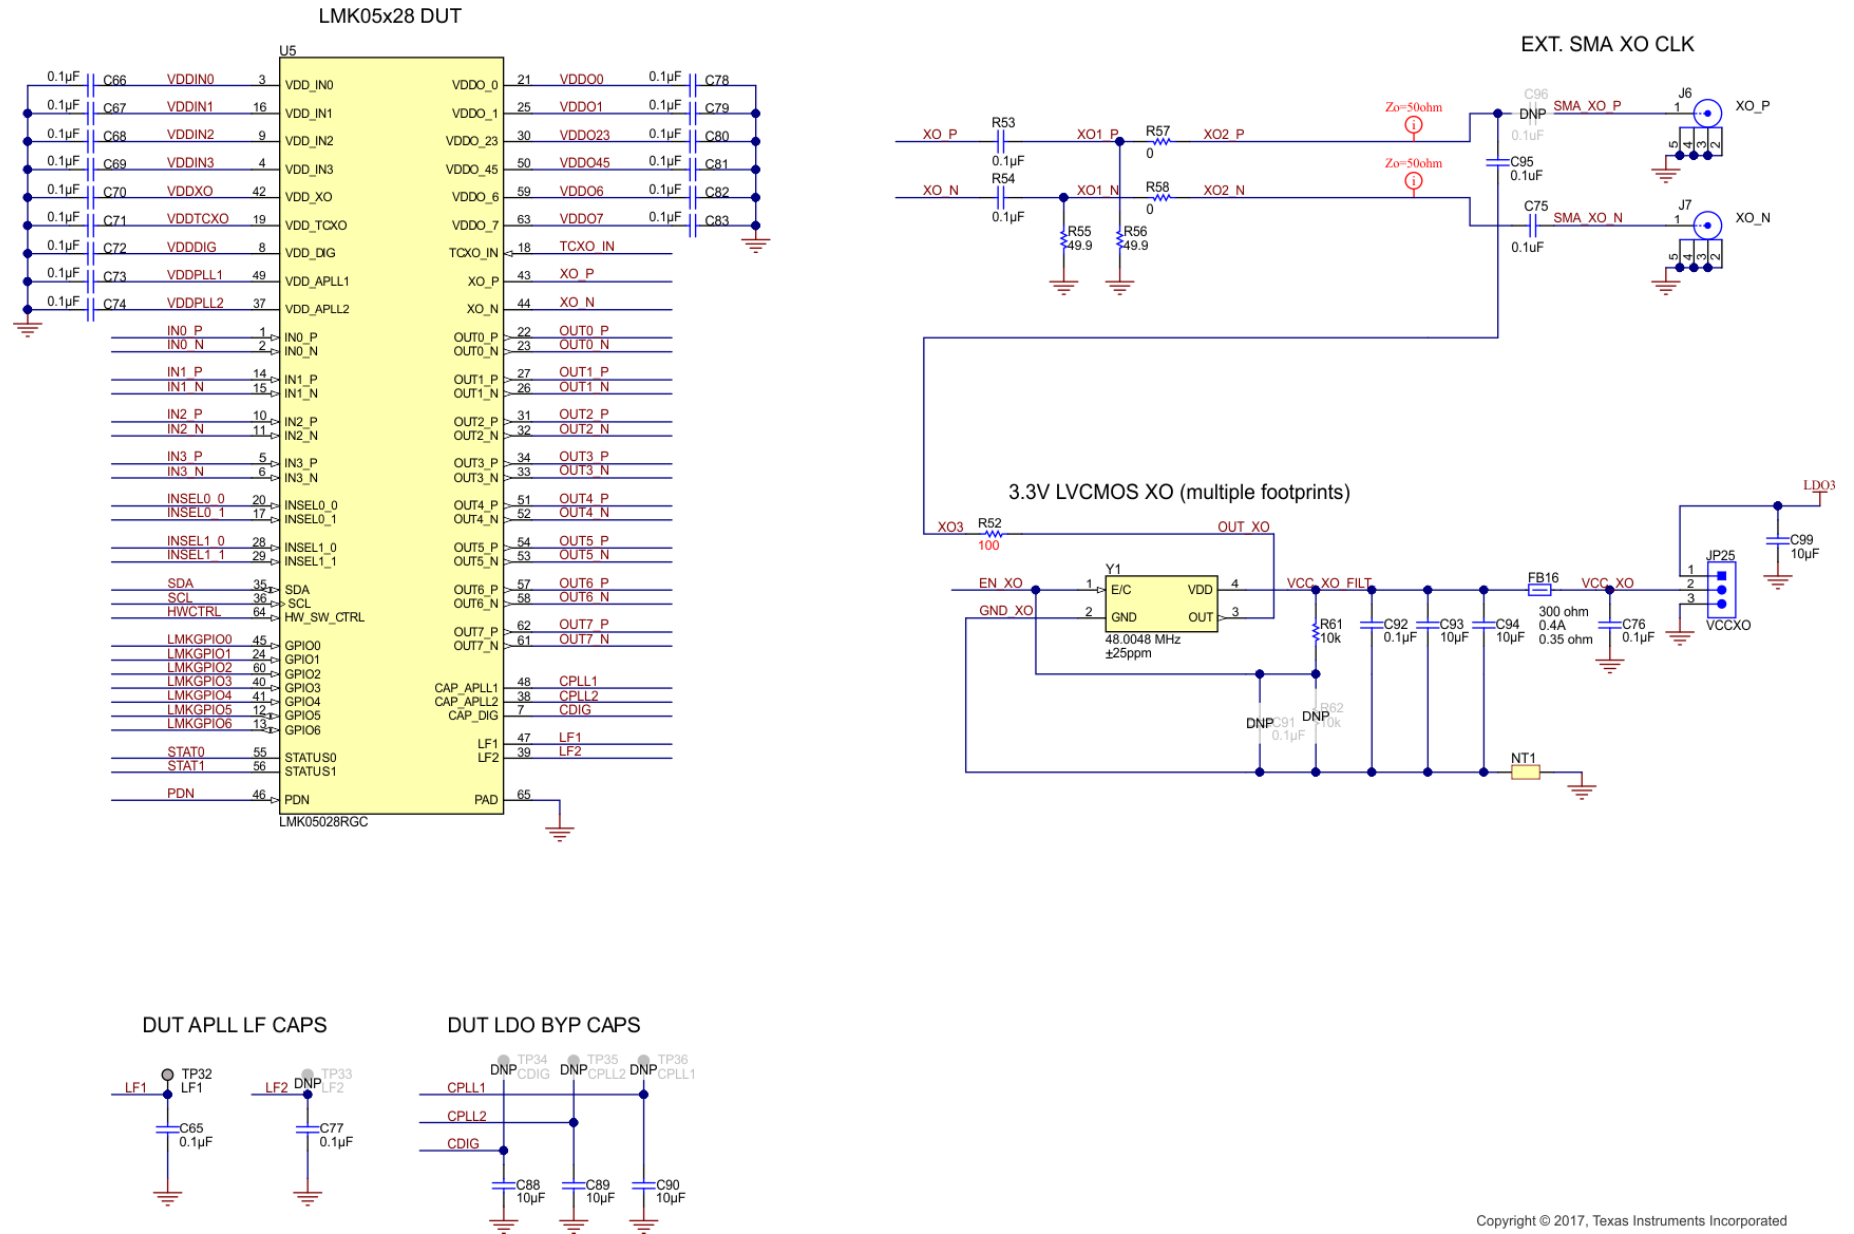 LMK05x28 DUT
EXT. SMA XO CLK
U5
0.1µF C66 VDDIN0 3 VDD_IN0
0.1µF C67 VDDIN1 16 VDD_IN1
0.1µF C68 VDDIN2 9 VDD_IN2
0.1µF C69 VDDIN3 4 VDD_IN3
0.1µF C70 VDDXO 42 VDD_XO
0.1µF C71 VDDTCXO 19 VDD_TCXO
0.1µF C72 VDDDIG 8 VDD_DIG
0.1µF C73 VDDPLL1 49 VDD_APLL1
0.1µF C74 VDDPLL2 37 VDD_APLL2
IN0_P 1 IN0_P
IN0_N 2 IN0_N
IN1_P 14 IN1_P
IN1_N 15 IN1_N
IN2_P 10 IN2_P
IN2_N 11 IN2_N
IN3_P 5 IN3_P
IN3_N 6 IN3_N
INSEL0_0 20 INSEL0_0
INSEL0_1 17 INSEL0_1
INSEL1_0 28 INSEL1_0
INSEL1_1 29 INSEL1_1
SDA 35 SDA
SCL 36 SCL
HWCTRL 64 HW_SW_CTRL
LMKGPIO0 45 GPIO0
LMKGPIO1 24 GPIO1
LMKGPIO2 60 GPIO2
LMKGPIO3 40 GPIO3
LMKGPIO4 41 GPIO4
LMKGPIO5 12 GPIO5
LMKGPIO6 13 GPIO6
STAT0 55 STATUS0
STAT1 56 STATUS1
PDN 46 PDN
LMK05028RGC
VDDO_0 21 VDDO0 0.1µF C78
VDDO_1 25 VDDO1 0.1µF C79
VDDO_23 30 VDDO23 0.1µF C80
VDDO_45 50 VDDO45 0.1µF C81
VDDO_6 59 VDDO6 0.1µF C82
VDDO_7 63 VDDO7 0.1µF C83
TCXO_IN 18 TCXO_IN
XO_P 43 XO_P
XO_N 44 XO_N
OUT0_P 22 OUT0_P
OUT0_N 23 OUT0_N
OUT1_P 27 OUT1_P
OUT1_N 26 OUT1_N
OUT2_P 31 OUT2_P
OUT2_N 32 OUT2_N
OUT3_P 34 OUT3_P
OUT3_N 33 OUT3_N
OUT4_P 51 OUT4_P
OUT4_N 52 OUT4_N
OUT5_P 54 OUT5_P
OUT5_N 53 OUT5_N
OUT6_P 57 OUT6_P
OUT6_N 58 OUT6_N
OUT7_P 62 OUT7_P
OUT7_N 61 OUT7_N
CAP_APLL1 48 CPLL1
CAP_APLL2 38 CPLL2
CAP_DIG 7 CDIG
LF1 47 LF1
LF2 39 LF2
PAD 65
XO_P R53 0.1µF XO1_P R57 0 XO2_P Zo=50ohm i
XO_N R54 0.1µF XO1_N R58 0 XO2_N Zo=50ohm i
R55 49.9
R56 49.9
C96 DNP 0.1uF SMA_XO_P 1 J6 XO_P
5 4 3 2
C95 0.1uF
C75 0.1uF SMA_XO_N 1 J7 XO_N
5 4 3 2
3.3V LVCMOS XO (multiple footprints)
XO3 R52 100 OUT_XO
Y1
EN_XO 1 E/C VDD 4 VCC_XO_FILT
GND_XO 2 GND OUT 3
48.0048 MHz
±25ppm
R61 10k
C92 0.1µF
C93 10µF
C94 10µF
FB16
300 ohm
0.4A
0.35 ohm
VCC_XO
C76 0.1µF
LDO3
C99 10µF
JP25
1
2
3
VCCXO
DNP C91 0.1µF
DNP R62 10k
NT1
DUT APLL LF CAPS
TP32 LF1
LF1
C65 0.1µF
DNP TP33 LF2
LF2
C77 0.1µF
DUT LDO BYP CAPS
DNP TP34 CDIG
DNP TP35 CPLL2
DNP TP36 CPLL1
CPLL1
CPLL2
CDIG
C88 10µF
C89 10µF
C90 10µF
Copyright © 2017, Texas Instruments Incorporated